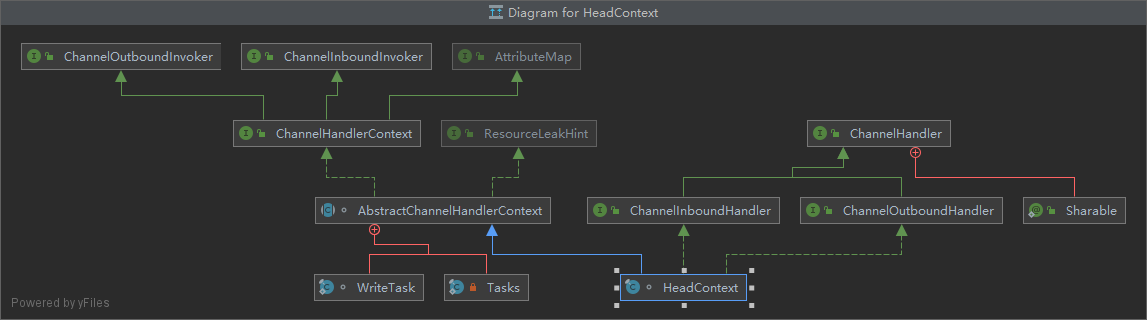 Diagram for HeadContext
ChannelOutboundInvoker
ChannelInboundInvoker
AttributeMap
ChannelHandlerContext
ResourceLeakHint
ChannelHandler
AbstractChannelHandlerContext
ChannelInboundHandler
ChannelOutboundHandler
Sharable
WriteTask
Tasks
HeadContext
Powered by yFiles